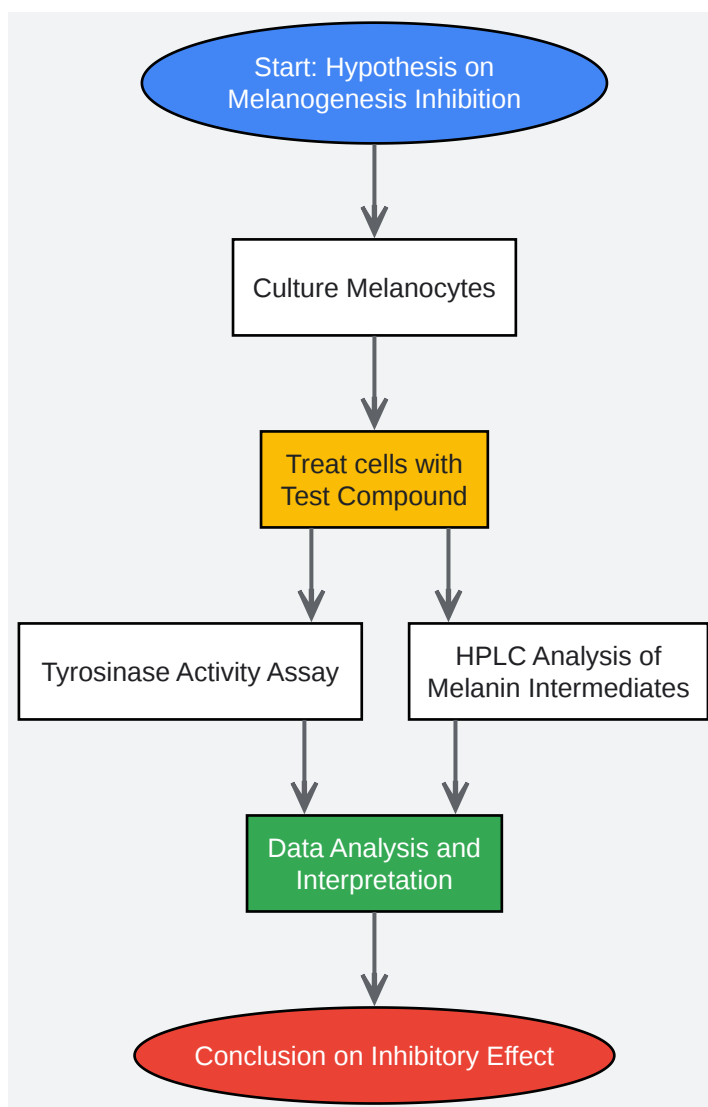 Start: Hypothesis on
Melanogenesis Inhibition
Culture Melanocytes
Treat cells with
Test Compound
Tyrosinase Activity Assay
HPLC Analysis of
Melanin Intermediates
Data Analysis and
Interpretation
Conclusion on Inhibitory Effect